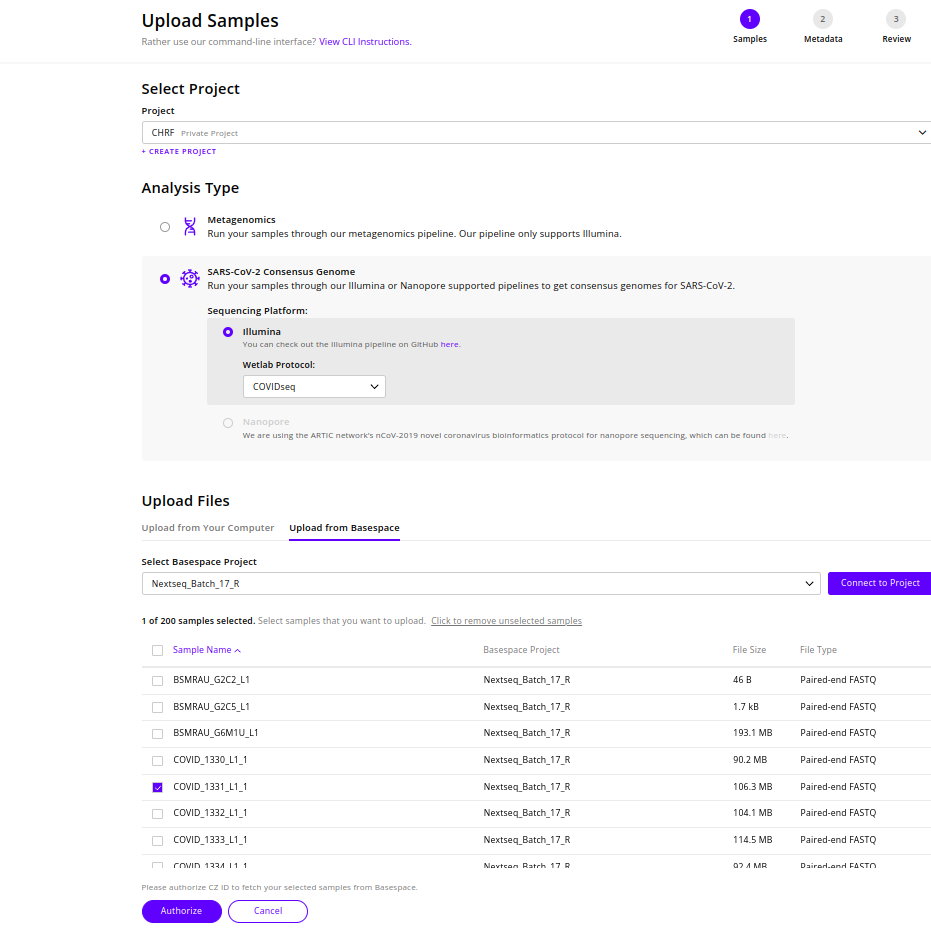 Upload Samples
Rather use our command-line interface? View CLI Instructions.
1
2
3
Samples
Metadata
Review
Select Project
Project
CHRF Private Project
+ CREATE PROJECT
Analysis Type
Metagenomics
Run your samples through our metagenomics pipeline. Our pipeline only supports Illumina.
SARS-CoV-2 Consensus Genome
Run your samples through our Illumina or Nanopore supported pipelines to get consensus genomes for SARS-CoV-2.
Sequencing Platform:
Illumina
You can check out the Illumina pipeline on GitHub here.
Wetlab Protocol:
COVIDseq
Nanopore
We are using the ARTIC network's nCoV-2019 novel coronavirus bioinformatics protocol for nanopore sequencing, which can be found here.
Upload Files
Upload from Your Computer Upload from Basespace
Select Basespace Project
Nextseq_Batch_17_R
Connect to Project
1 of 200 samples selected. Select samples that you want to upload. Click to remove unselected samples
Sample Name Basespace Project File Size File Type
BSMRAU_G2C2_L1 Nextseq_Batch_17_R 46 B Paired-end FASTQ
BSMRAU_G2C5_L1 Nextseq_Batch_17_R 1.7 kB Paired-end FASTQ
BSMRAU_G6M1U_L1 Nextseq_Batch_17_R 193.1 MB Paired-end FASTQ
COVID_1330_L1_1 Nextseq_Batch_17_R 90.2 MB Paired-end FASTQ
COVID_1331_L1_1 Nextseq_Batch_17_R 106.3 MB Paired-end FASTQ
COVID_1332_L1_1 Nextseq_Batch_17_R 104.1 MB Paired-end FASTQ
COVID_1333_L1_1 Nextseq_Batch_17_R 114.5 MB Paired-end FASTQ
COVID_1334_L1_1 Nextseq_Batch_17_R 92.4 MB Paired-end FASTQ
Please authorize CZ ID to fetch your selected samples from Basespace.
Authorize Cancel